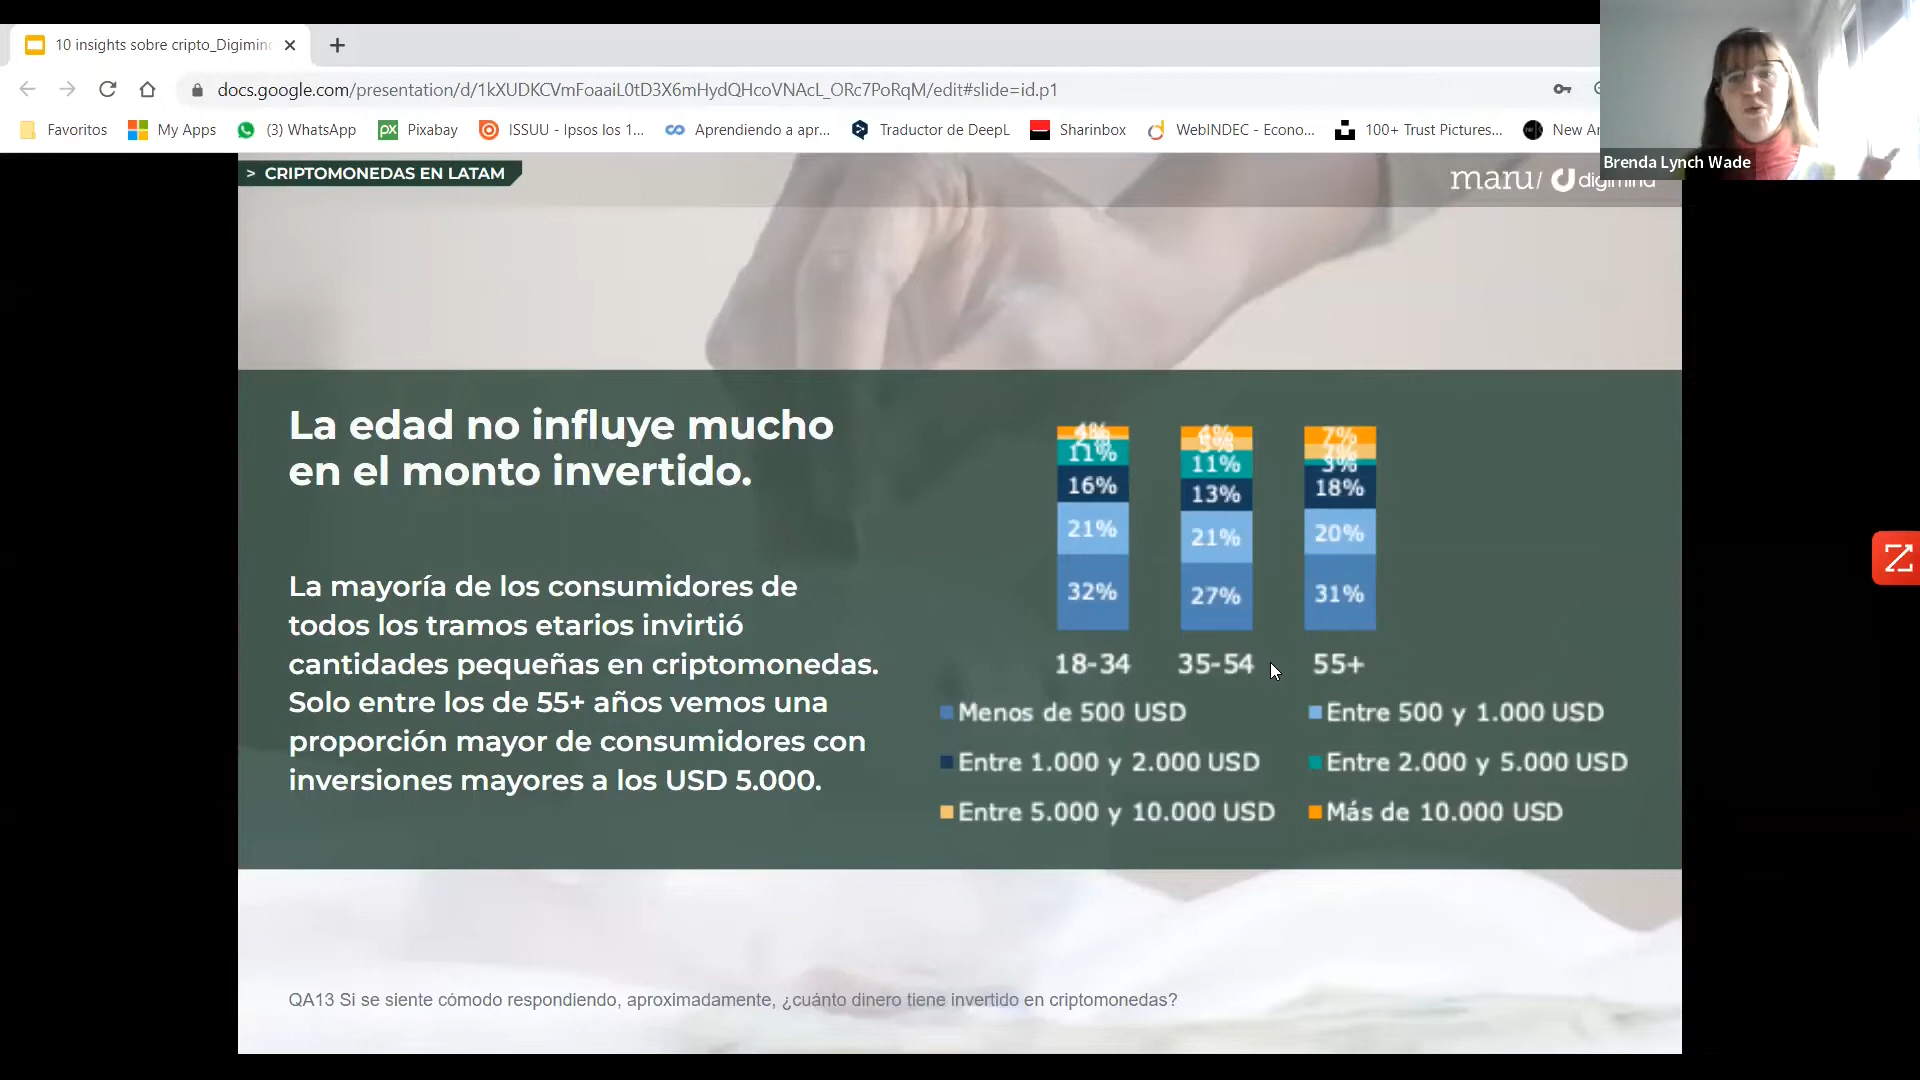 10 insights sobre cripto_Digimin
docs.google.com/presentation/d/1kXUDKCVmFoaaiL0tD3X6mHydQHcoVNAcL_ORc7PoRqM/edit#slide=id.p1
Favoritos
My Apps
(3) WhatsApp
Pixabay
ISSUU - Ipsos los 1...
Aprendiendo a apr...
Traductor de DeepL
Sharinbox
WebINDEC - Econo...
100+ Trust Pictures...
New Ar
Brenda Lynch Wade
> CRIPTOMONEDAS EN LATAM
maru/ digimind
La edad no influye mucho
en el monto invertido.
La mayoría de los consumidores de
todos los tramos etarios invirtió
cantidades pequeñas en criptomonedas.
Solo entre los de 55+ años vemos una
proporción mayor de consumidores con
inversiones mayores a los USD 5.000.
4% 4% 7%
11% 11% 3%
16% 13% 18%
21% 21% 20%
32% 27% 31%
18-34 35-54 55+
Menos de 500 USD Entre 500 y 1.000 USD
Entre 1.000 y 2.000 USD Entre 2.000 y 5.000 USD
Entre 5.000 y 10.000 USD Más de 10.000 USD
QA13 Si se siente cómodo respondiendo, aproximadamente, ¿cuánto dinero tiene invertido en criptomonedas?